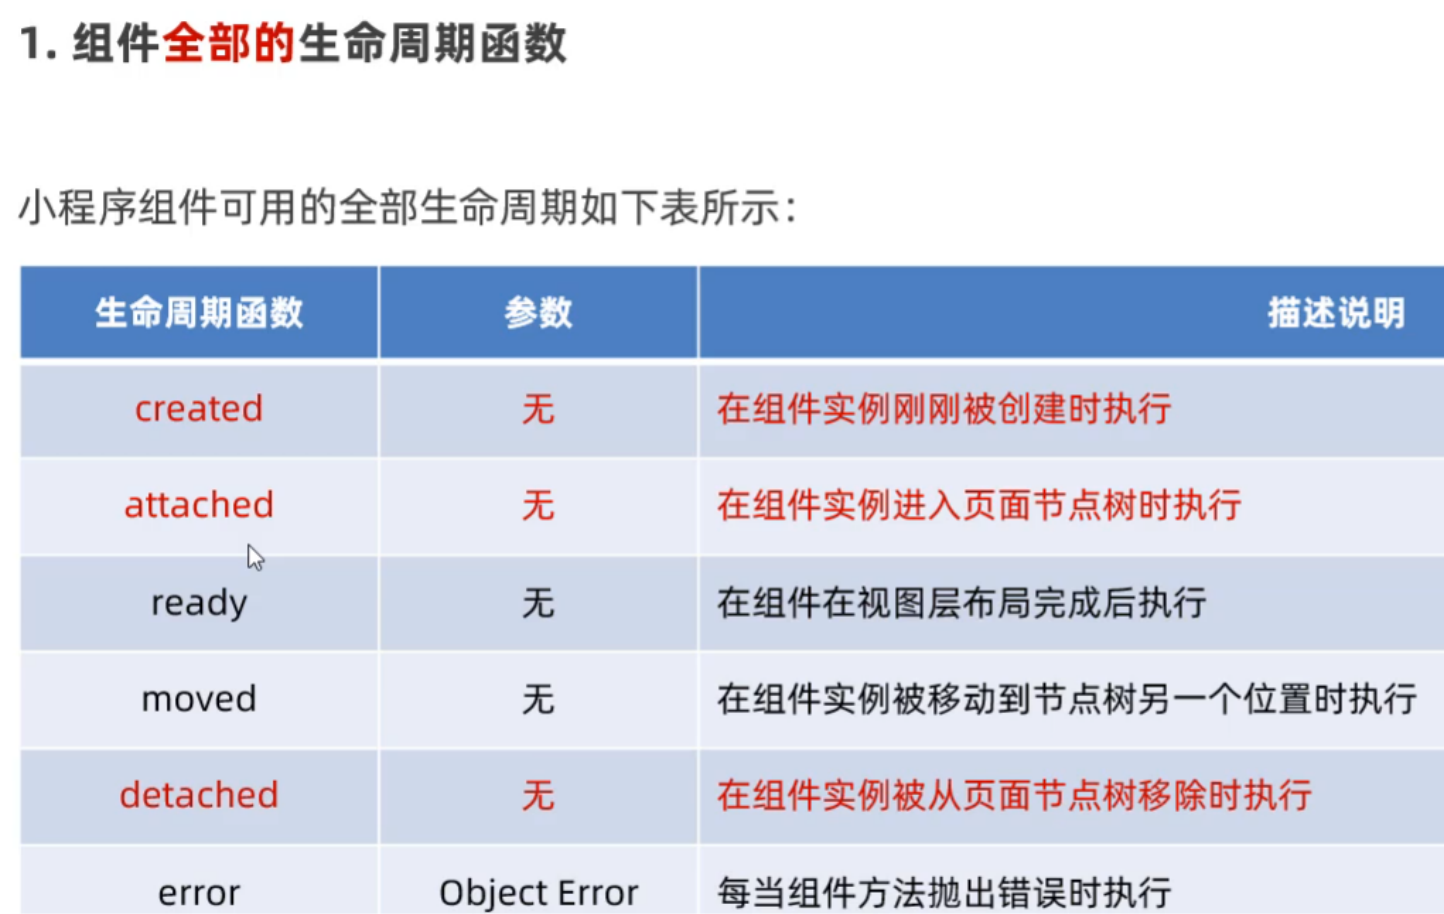 1. 组件全部的生命周期函数
小程序组件可用的全部生命周期如下表所示：
生命周期函数 参数 描述说明
created 无 在组件实例刚刚被创建时执行
attached 无 在组件实例进入页面节点树时执行
ready 无 在组件在视图层布局完成后执行
moved 无 在组件实例被移动到节点树另一个位置时执行
detached 无 在组件实例被从页面节点树移除时执行
error Object Error 每当组件方法抛出错误时执行